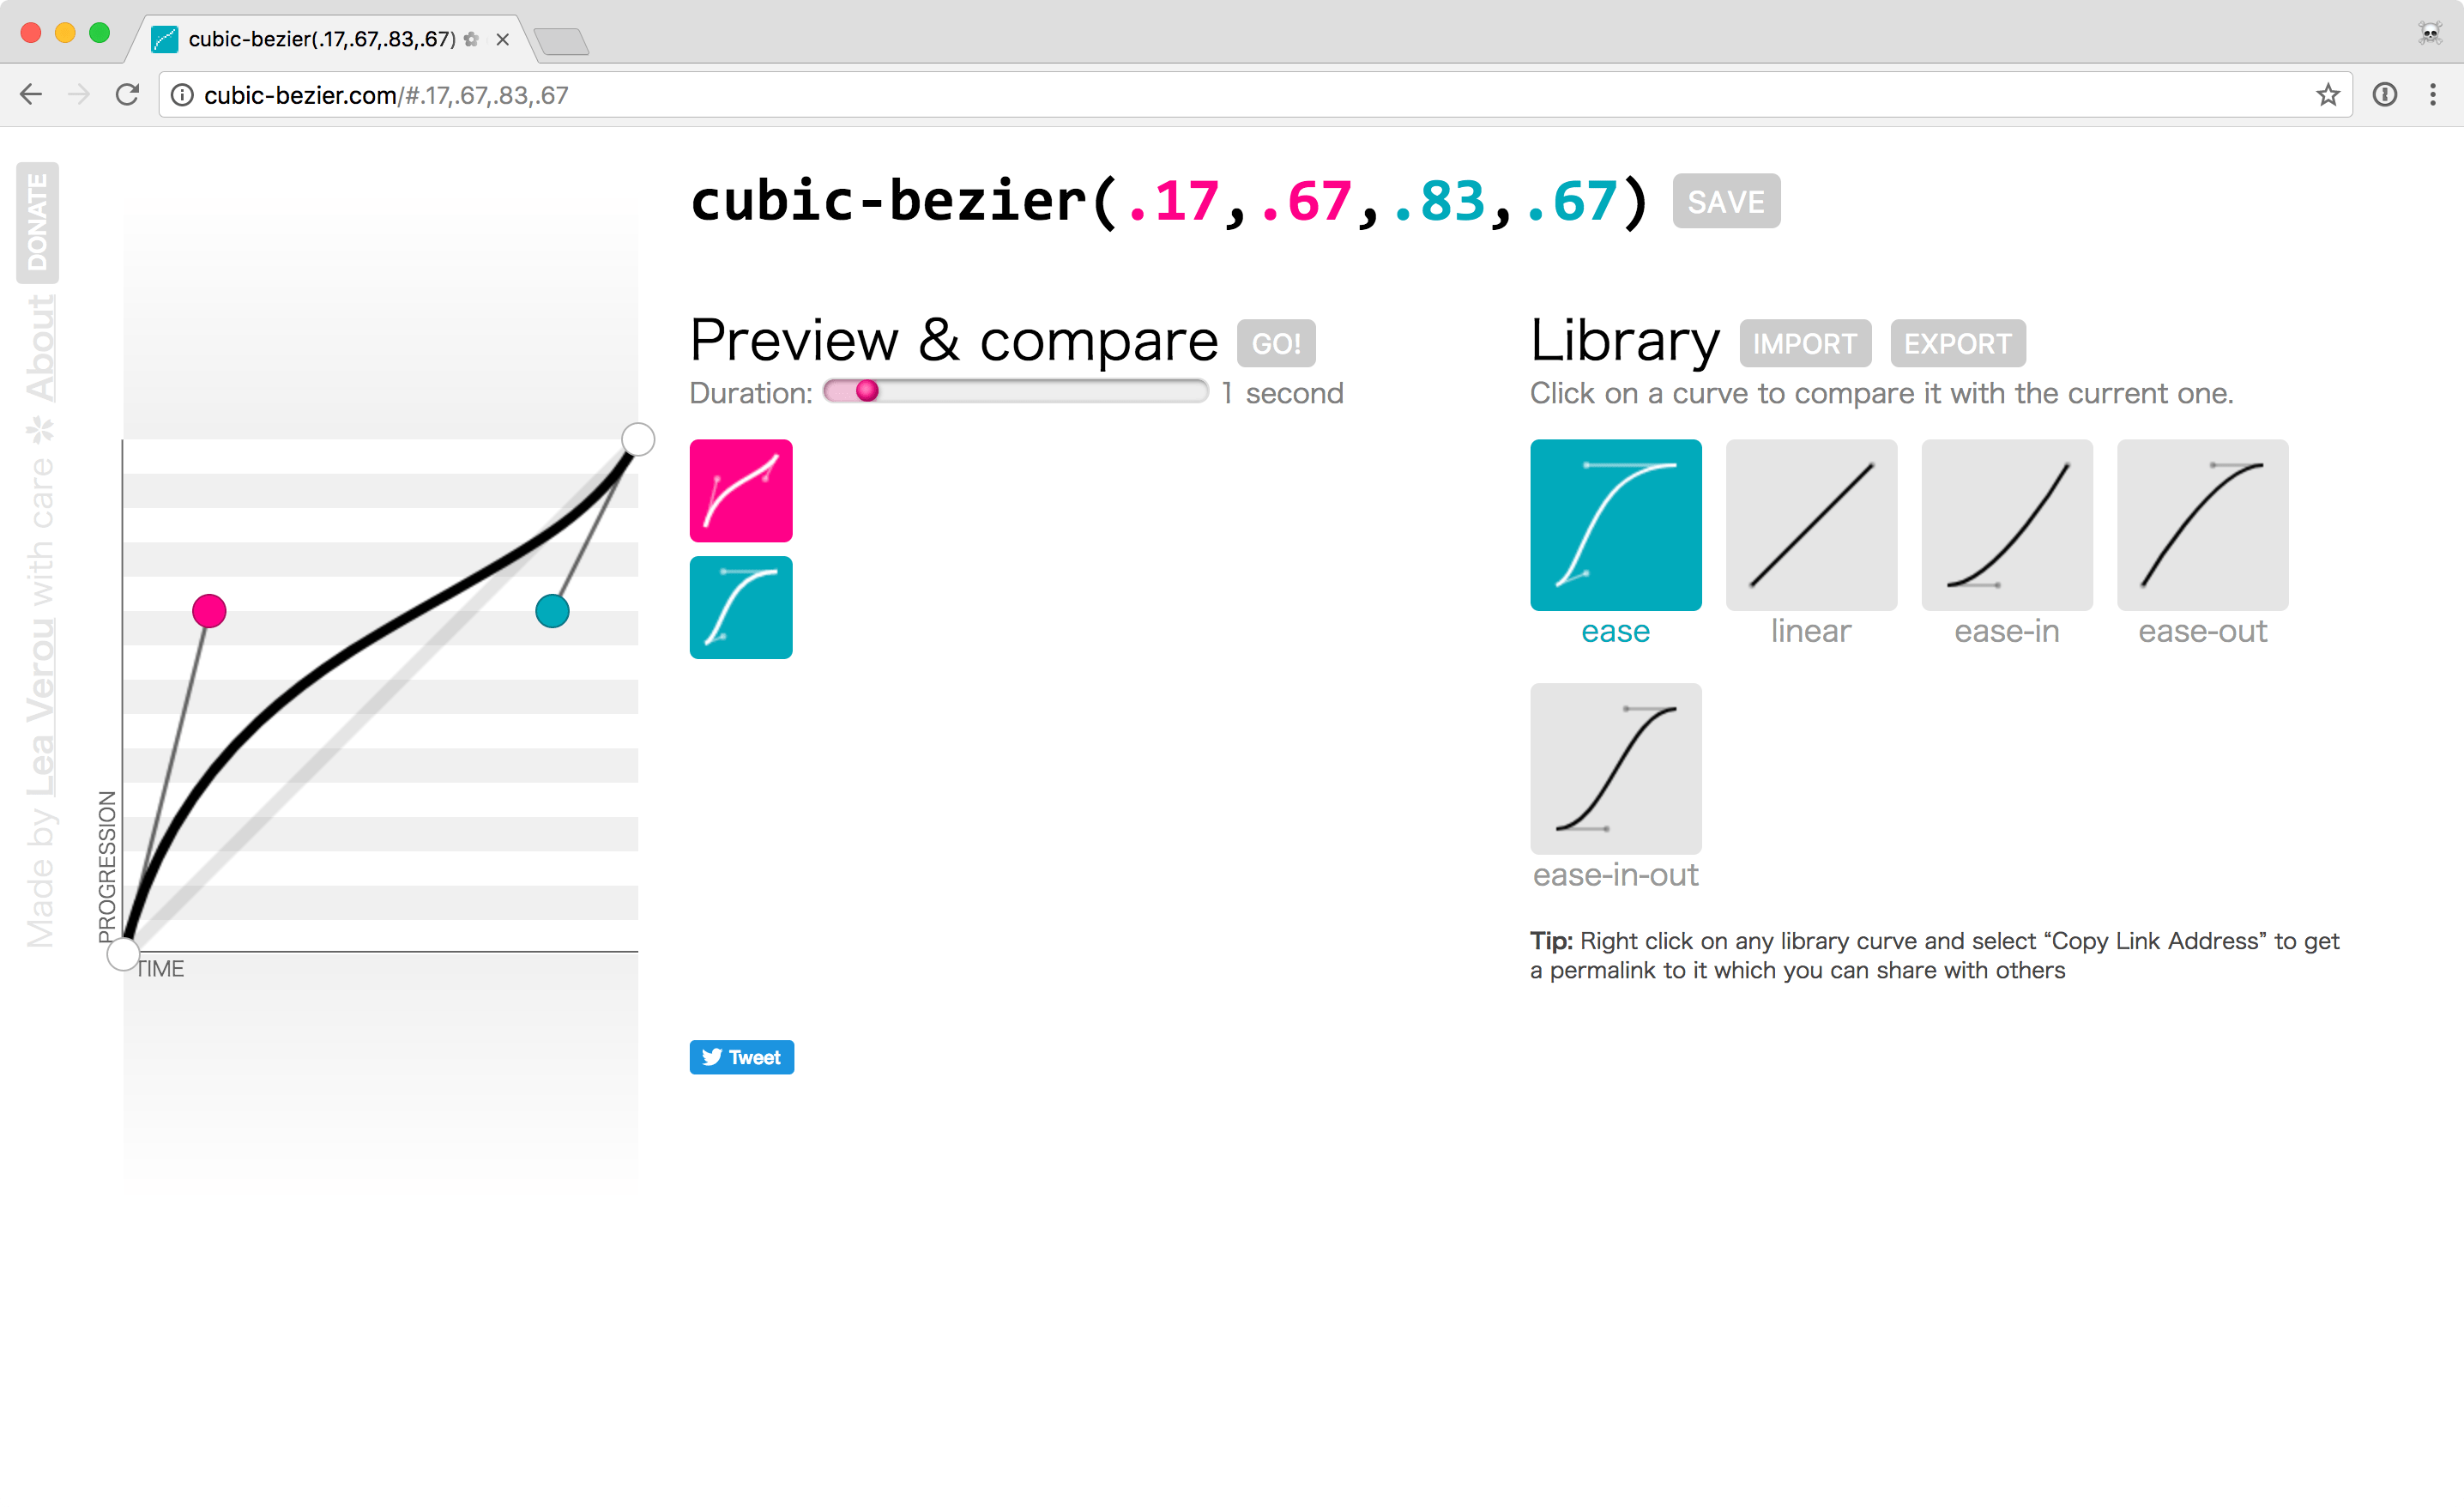 cubic-bezier(.17,.67,.83,.67) ✿
cubic-bezier.com/#.17,.67,.83,.67
cubic-bezier(.17,.67,.83,.67) SAVE
Made by Lea Verou with care ✿ About DONATE
PROGRESSION
TIME
Preview & compare GO!
Duration: 1 second
Tweet
Library IMPORT EXPORT
Click on a curve to compare it with the current one.
ease linear ease-in ease-out
ease-in-out
Tip: Right click on any library curve and select “Copy Link Address” to get
a permalink to it which you can share with others